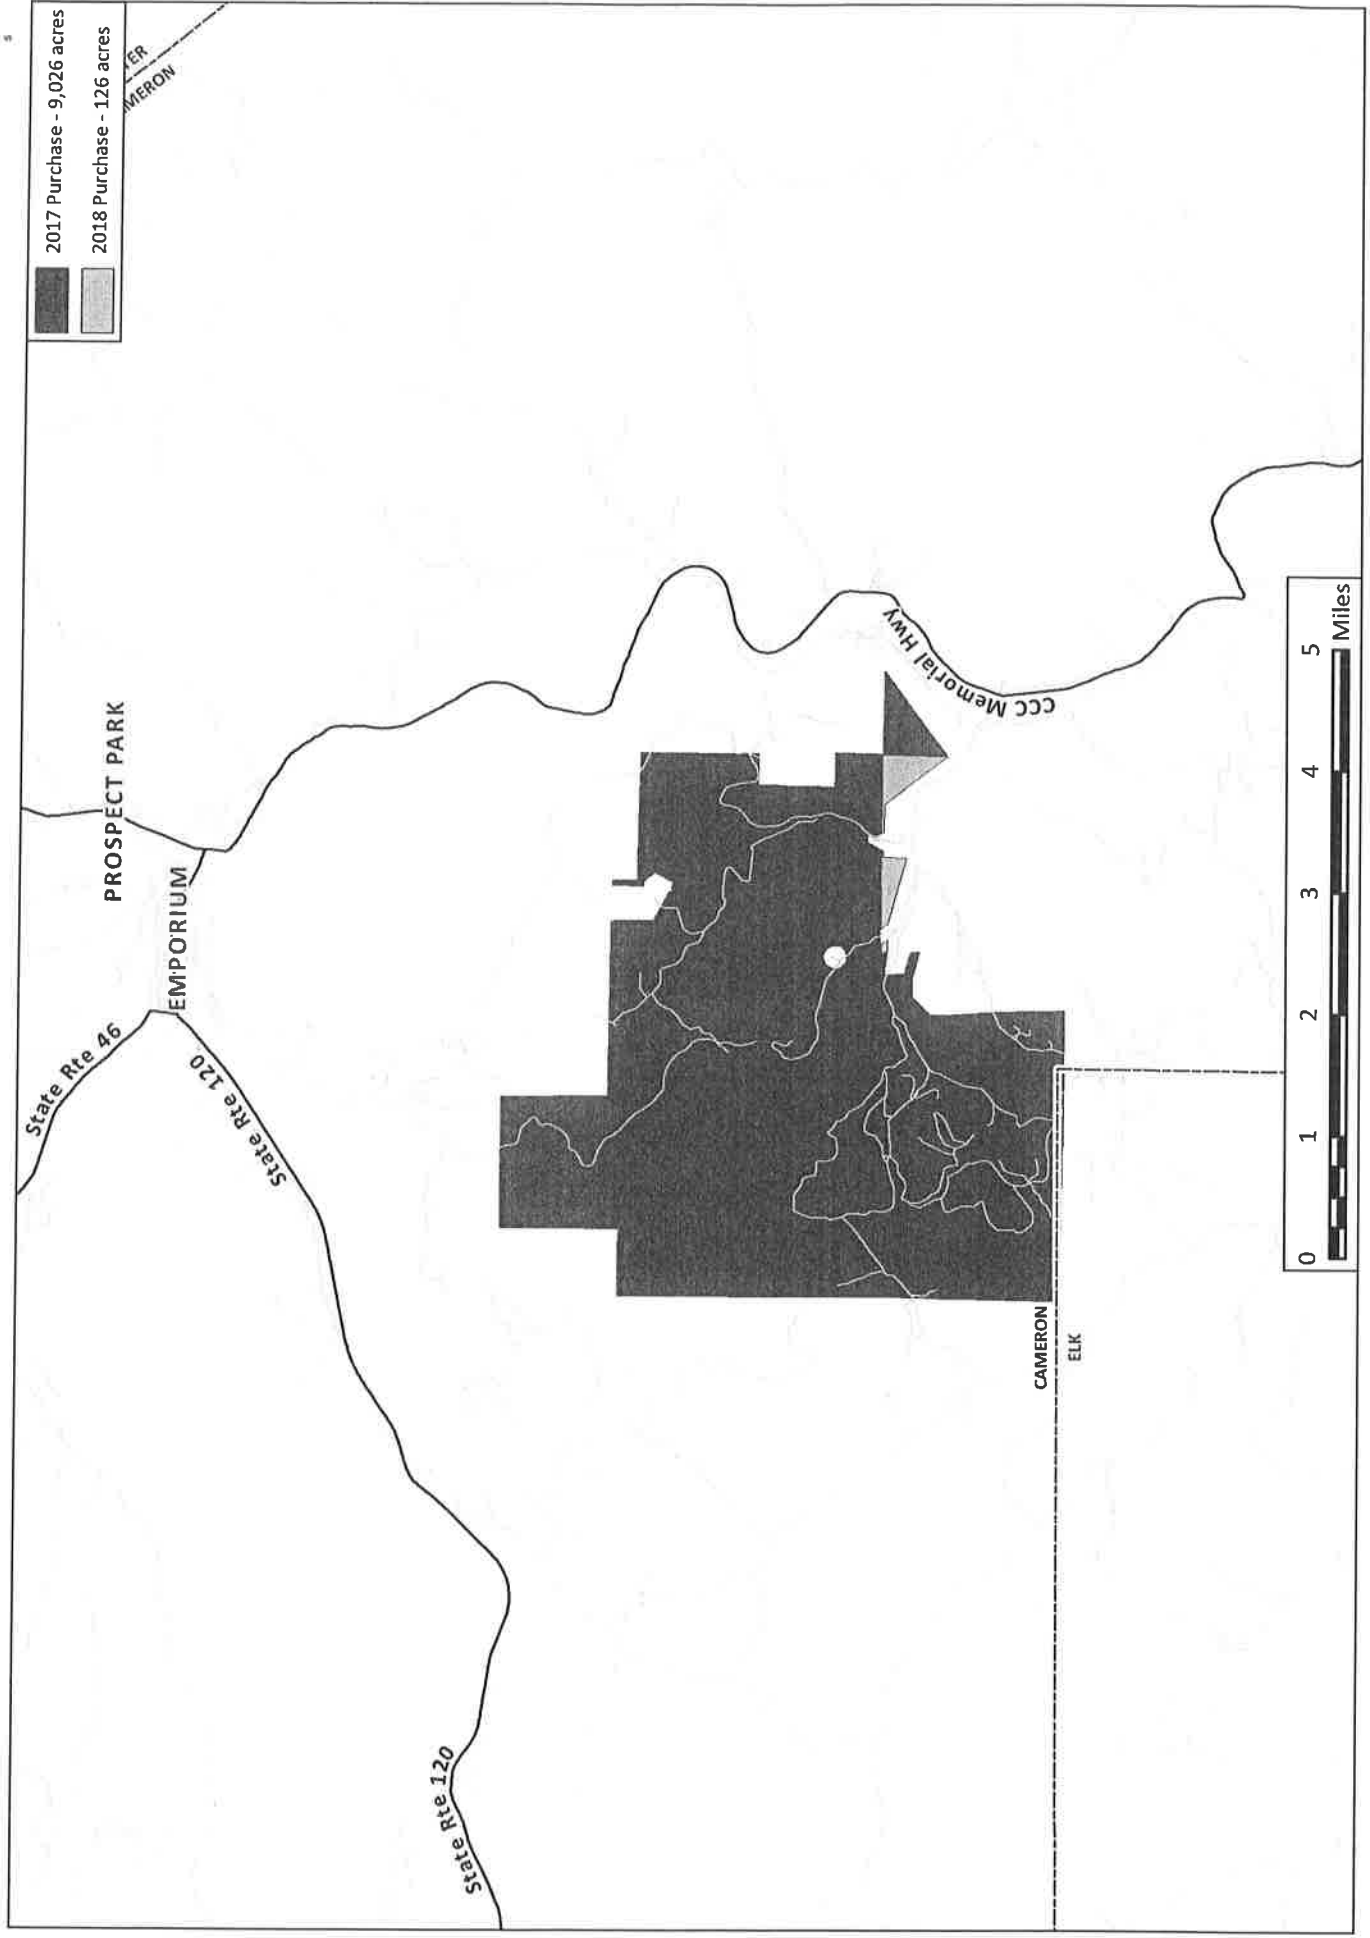 2017 Purchase - 9,026 acres
2018 Purchase - 126 acres
State Rte 46
PROSPECT PARK
EMPORIUM
State Rte 120
State Rte 120
CCC Memorial Hwy
CAMERON
ELK
0 1 2 3 4 5
Miles